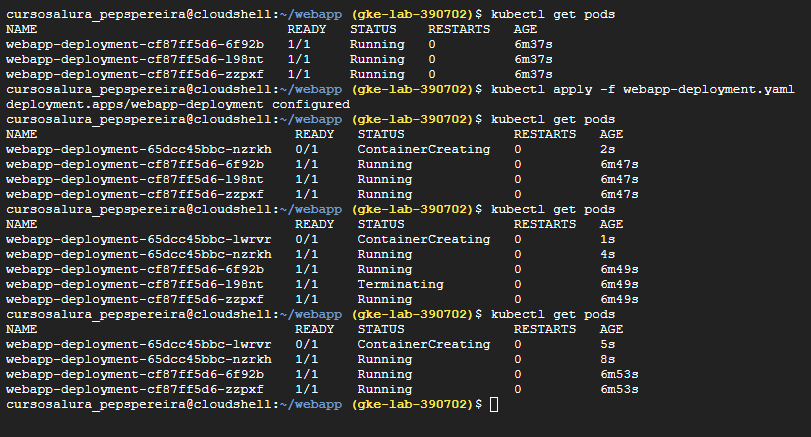 cursosalura_pepspereira@cloudshell:~/webapp (gke-lab-390702)$ kubectl get pods
NAME READY STATUS RESTARTS AGE
webapp-deployment-cf87ff5d6-6f92b 1/1 Running 0 6m37s
webapp-deployment-cf87ff5d6-l98nt 1/1 Running 0 6m37s
webapp-deployment-cf87ff5d6-zzpxf 1/1 Running 0 6m37s
cursosalura_pepspereira@cloudshell:~/webapp (gke-lab-390702)$ kubectl apply -f webapp-deployment.yaml
deployment.apps/webapp-deployment configured
cursosalura_pepspereira@cloudshell:~/webapp (gke-lab-390702)$ kubectl get pods
NAME READY STATUS RESTARTS AGE
webapp-deployment-65dcc45bbc-nzrkh 0/1 ContainerCreating 0 2s
webapp-deployment-cf87ff5d6-6f92b 1/1 Running 0 6m47s
webapp-deployment-cf87ff5d6-l98nt 1/1 Running 0 6m47s
webapp-deployment-cf87ff5d6-zzpxf 1/1 Running 0 6m47s
cursosalura_pepspereira@cloudshell:~/webapp (gke-lab-390702)$ kubectl get pods
NAME READY STATUS RESTARTS AGE
webapp-deployment-65dcc45bbc-lwrvr 0/1 ContainerCreating 0 1s
webapp-deployment-65dcc45bbc-nzrkh 1/1 Running 0 4s
webapp-deployment-cf87ff5d6-6f92b 1/1 Running 0 6m49s
webapp-deployment-cf87ff5d6-l98nt 1/1 Terminating 0 6m49s
webapp-deployment-cf87ff5d6-zzpxf 1/1 Running 0 6m49s
cursosalura_pepspereira@cloudshell:~/webapp (gke-lab-390702)$ kubectl get pods
NAME READY STATUS RESTARTS AGE
webapp-deployment-65dcc45bbc-lwrvr 0/1 ContainerCreating 0 5s
webapp-deployment-65dcc45bbc-nzrkh 1/1 Running 0 8s
webapp-deployment-cf87ff5d6-6f92b 1/1 Running 0 6m53s
webapp-deployment-cf87ff5d6-zzpxf 1/1 Running 0 6m53s
cursosalura_pepspereira@cloudshell:~/webapp (gke-lab-390702)$